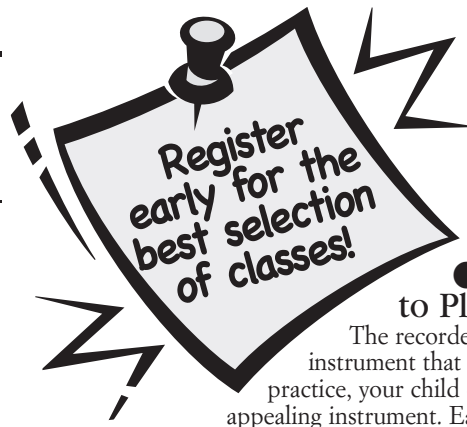 Register
early for the
best selection
of classes!
to Pl
The recorde
instrument that
practice, your child
appealing instrument. Ea